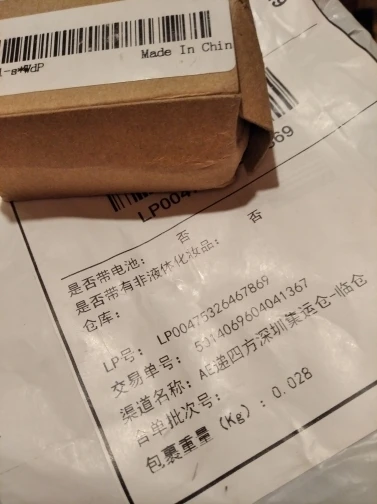 Made In Chin
LP00475326467869
是否带电池： 否
是否带有非液体化妆品： 否
仓库：
LP号： LP00475326467869
交易单号： 5014069604041367
渠道名称： AE递四方深圳集运仓-临仓
合单批次号：
包裹重量（Kg）： 0.028